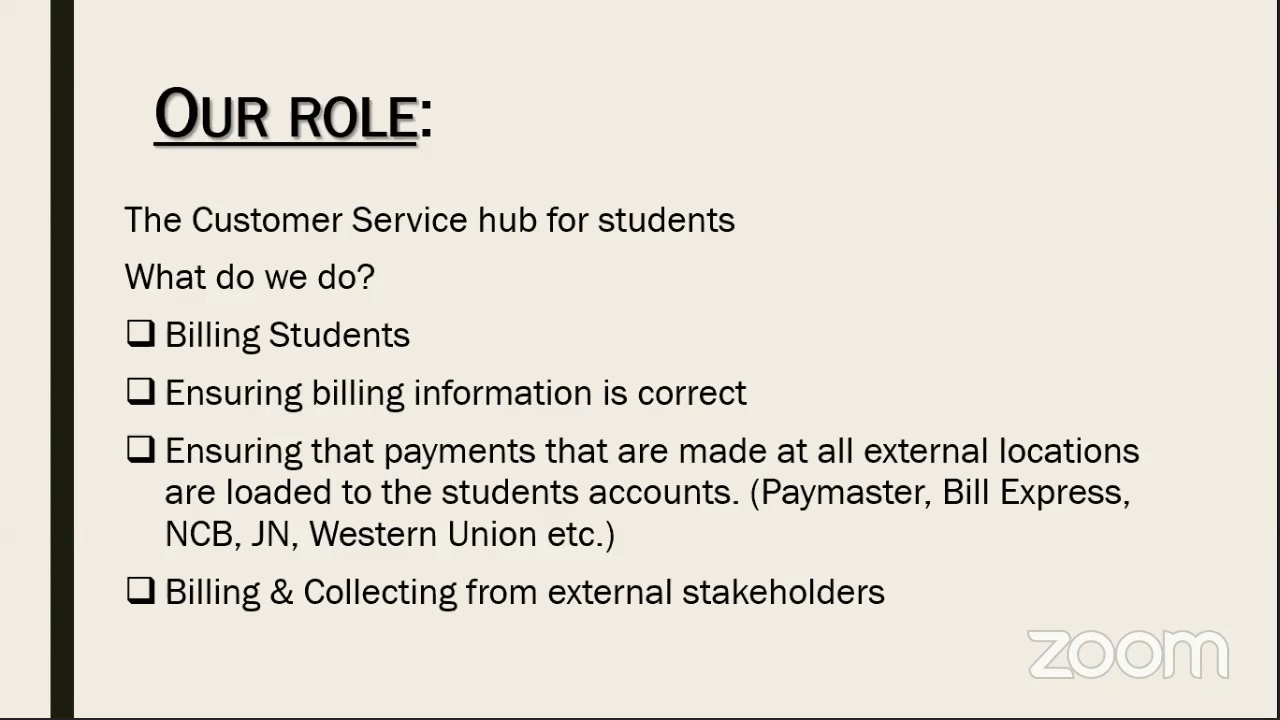 OUR ROLE:
The Customer Service hub for students
What do we do?
❑ Billing Students
❑ Ensuring billing information is correct
❑ Ensuring that payments that are made at all external locations
are loaded to the students accounts. (Paymaster, Bill Express,
NCB, JN, Western Union etc.)
❑ Billing & Collecting from external stakeholders
zoom